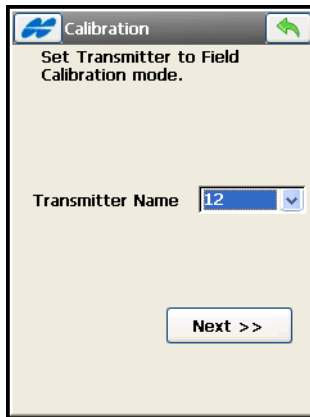 Calibration
Set Transmitter to Field
Calibration mode.
Transmitter Name 12
Next >>